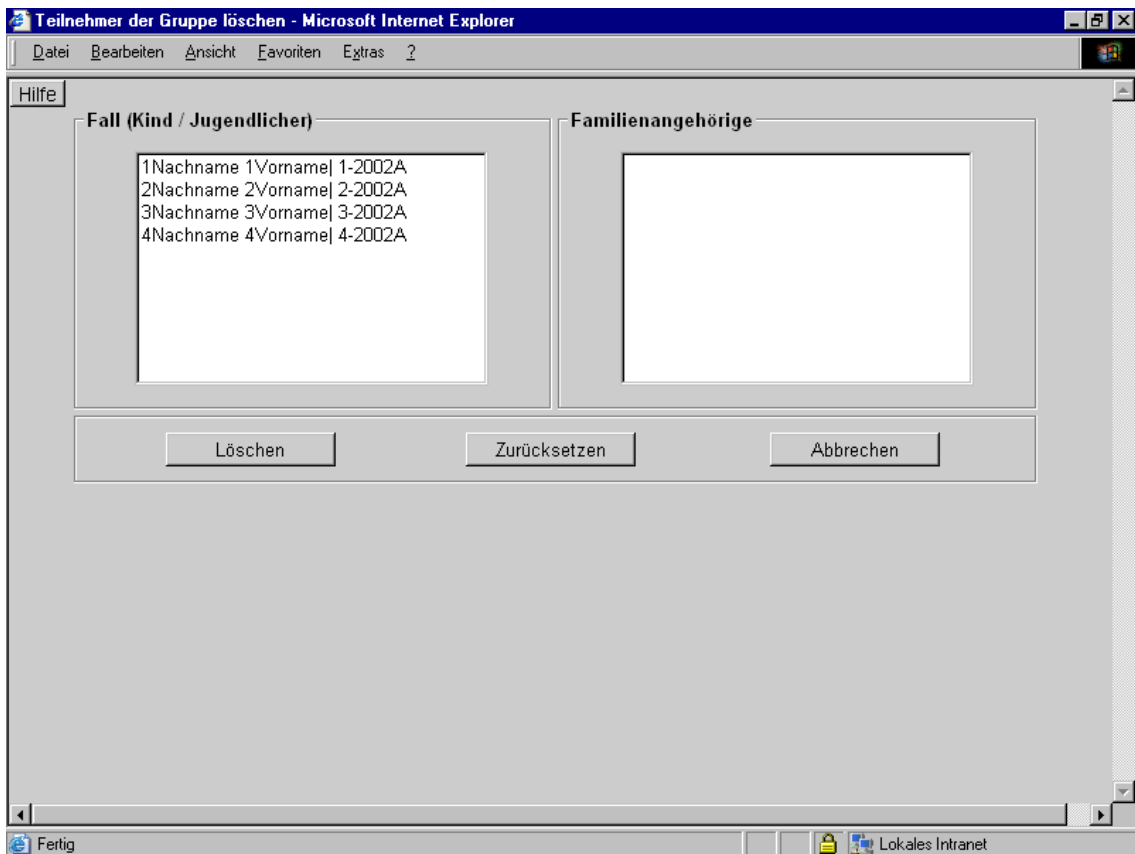 Teilnehmer der Gruppe löschen - Microsoft Internet Explorer
Datei Bearbeiten Ansicht Favoriten Extras ?
Hilfe
Fall (Kind / Jugendlicher)
1Nachname 1Vorname| 1-2002A
2Nachname 2Vorname| 2-2002A
3Nachname 3Vorname| 3-2002A
4Nachname 4Vorname| 4-2002A
Familienangehörige
Löschen Zurücksetzen Abbrechen
Fertig Lokales Intranet